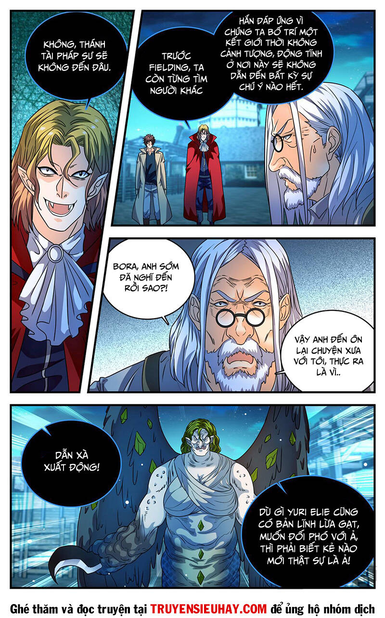 KHÔNG, THÁNH
TÀI PHÁP SƯ SẼ
KHÔNG ĐẾN ĐÂU.
TRƯỚC
FIELDING, TA
CÒN TỪNG TÌM
NGƯỜI KHÁC
HẮN ĐÁP ỨNG VÌ
CHÚNG TA BỐ TRÍ MỘT
KẾT GIỚI THỜI KHÔNG
CẢNH TƯỢNG, ĐỘNG TĨNH
Ở NƠI NÀY SẼ KHÔNG
DẪN ĐẾN BẤT KỲ SỰ
CHÚ Ý NÀO HẾT.
BORA, ANH SỚM
ĐÃ NGHĨ ĐẾN
RỒI SAO?!
VẬY ANH ĐẾN ÔN
LẠI CHUYỆN XƯA
VỚI TỚI, THỰC RA
LÀ VÌ..
DẪN XÀ
XUẤT ĐỘNG!
DÙ GÌ YURI ELIE CŨNG
CÓ BẢN LĨNH LỪA GẠT,
MUỐN ĐỐI PHÓ VỚI Ả,
THÌ PHẢI BIẾT KẺ NÀO
MỚI THẬT SỰ LÀ Ả!
Ghé thăm và đọc truyện tại TRUYENSIEUHAY.COM để ủng hộ nhóm dịch